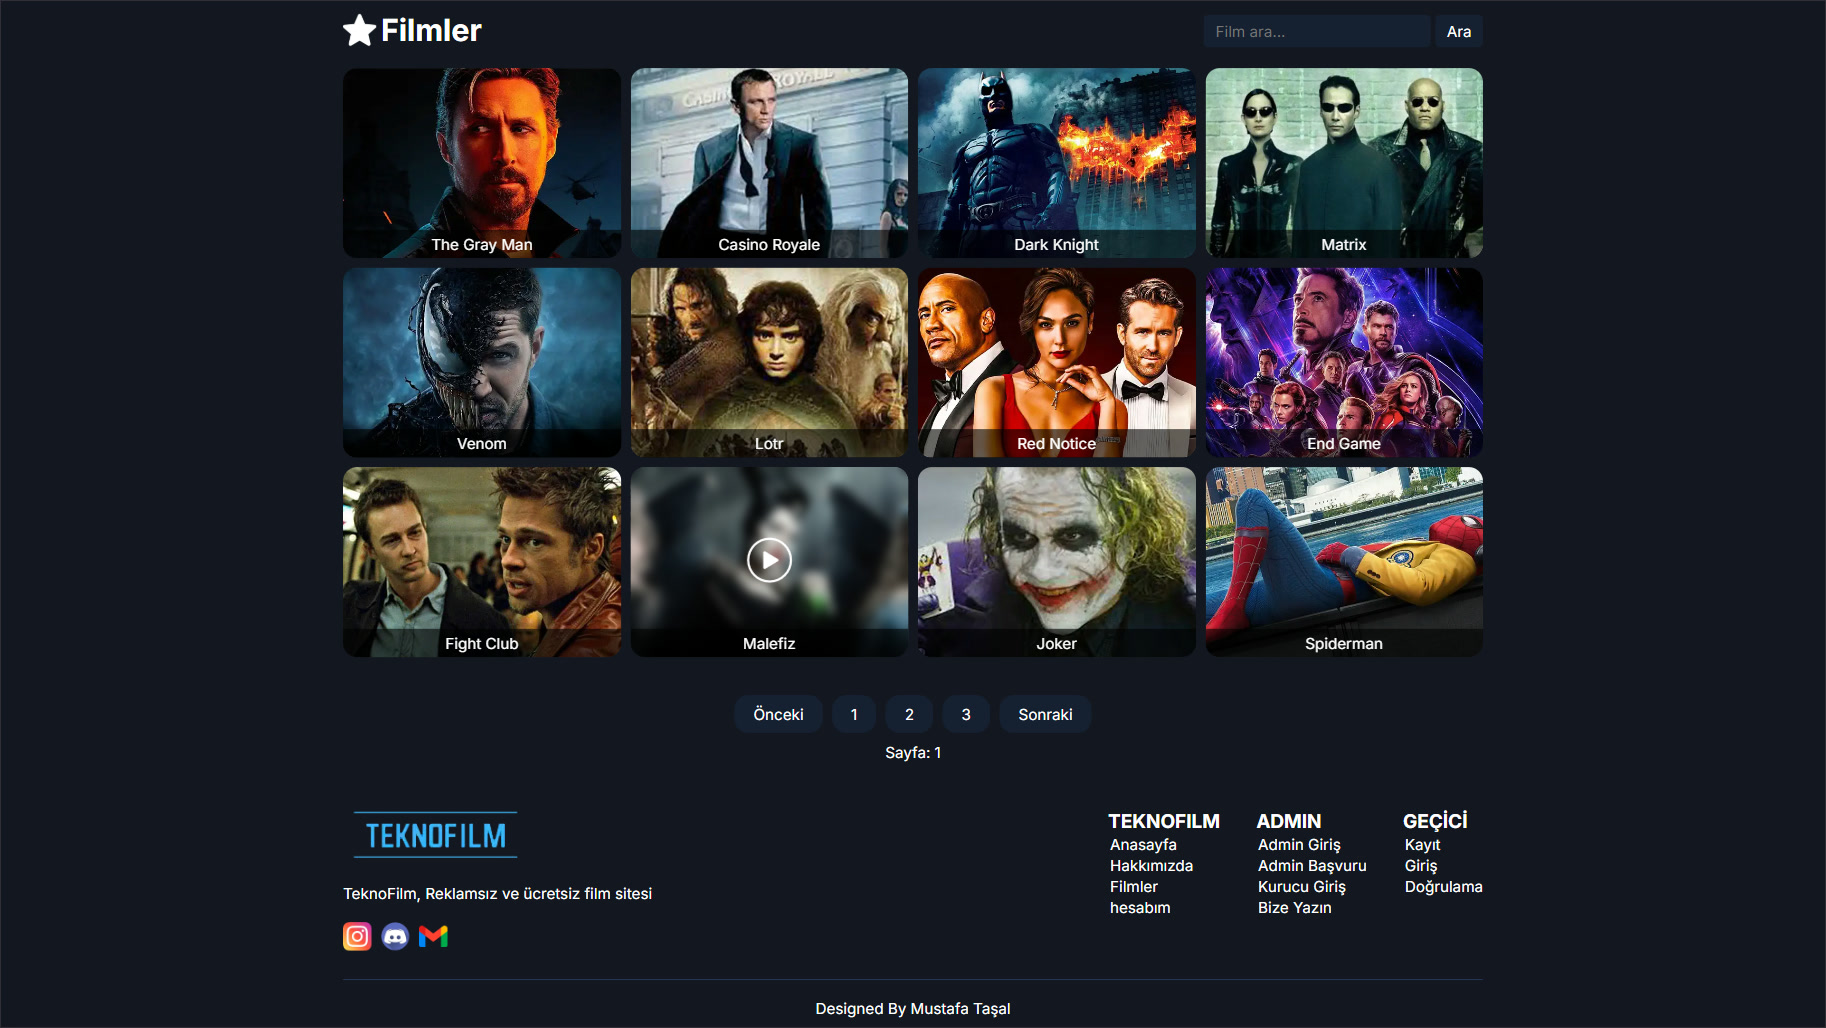 Filmler
Film ara...
Ara
CASINO ROYALE
The Gray Man
Casino Royale
Dark Knight
Matrix
Venom
Lotr
Red Notice
End Game
Fight Club
Malefiz
Joker
Spiderman
Önceki
1
2
3
Sonraki
Sayfa: 1
TEKNOFILM
TeknoFilm, Reklamsız ve ücretsiz film sitesi
TEKNOFILM
Anasayfa
Hakkımızda
Filmler
hesabım
ADMIN
Admin Giriş
Admin Başvuru
Kurucu Giriş
Bize Yazın
GEÇİCİ
Kayıt
Giriş
Doğrulama
Designed By Mustafa Taşal